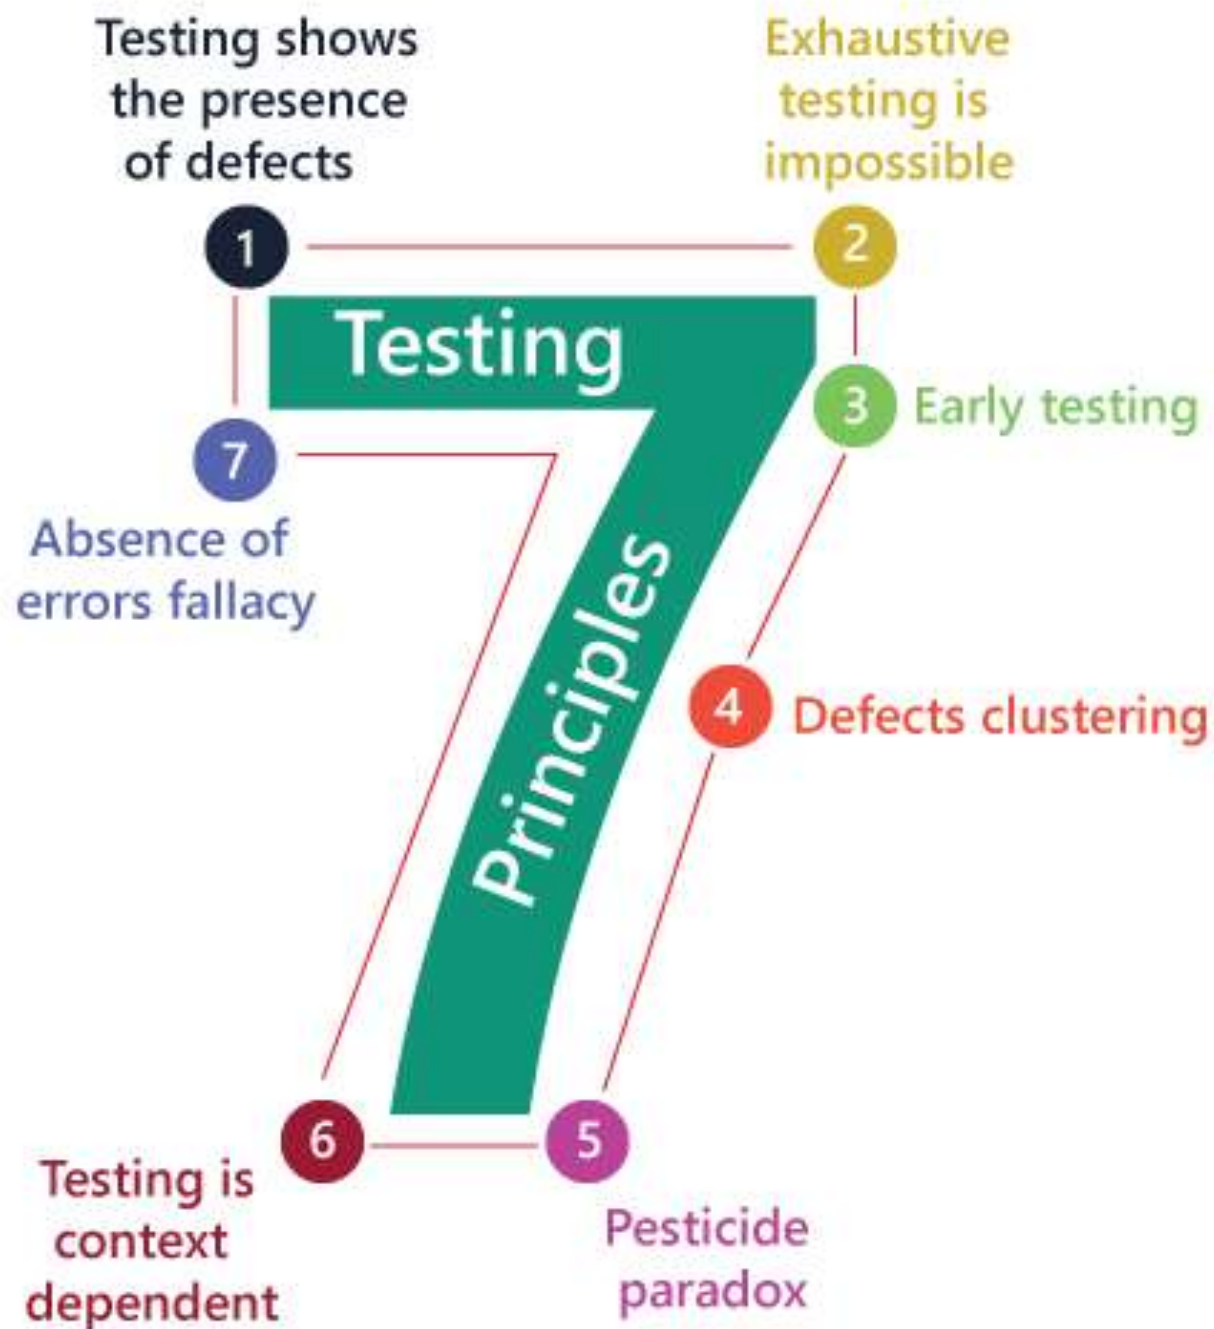 Testing shows
the presence
of defects
Exhaustive
testing is
impossible
1
2
Testing
3 Early testing
7
Absence of
errors fallacy
Principles
4 Defects clustering
6
5
Testing is
context
dependent
Pesticide
paradox